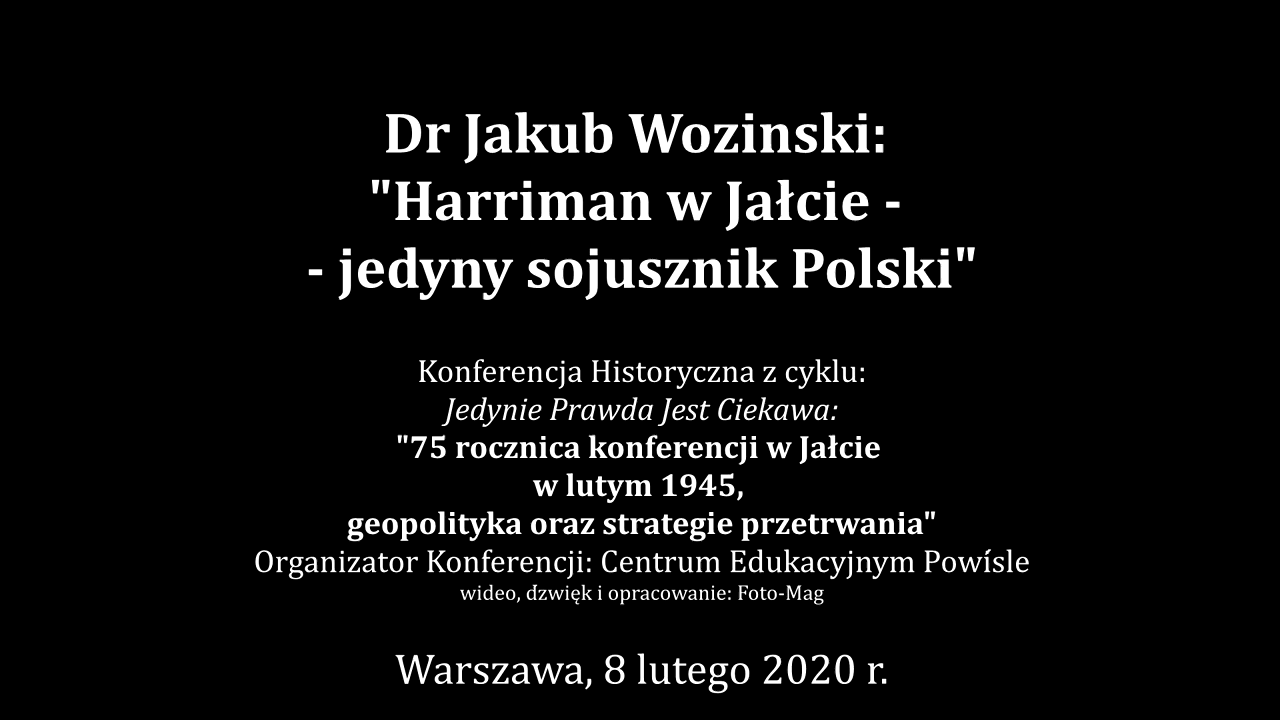 Dr Jakub Wozinski:
"Harriman w Jałcie -
- jedyny sojusznik Polski"
Konferencja Historyczna z cyklu:
Jedynie Prawda Jest Ciekawa:
"75 rocznica konferencji w Jałcie
w lutym 1945,
geopolityka oraz strategie przetrwania"
Organizator Konferencji: Centrum Edukacyjnym Powísle
wideo, dzwięk i opracowanie: Foto-Mag
Warszawa, 8 lutego 2020 r.